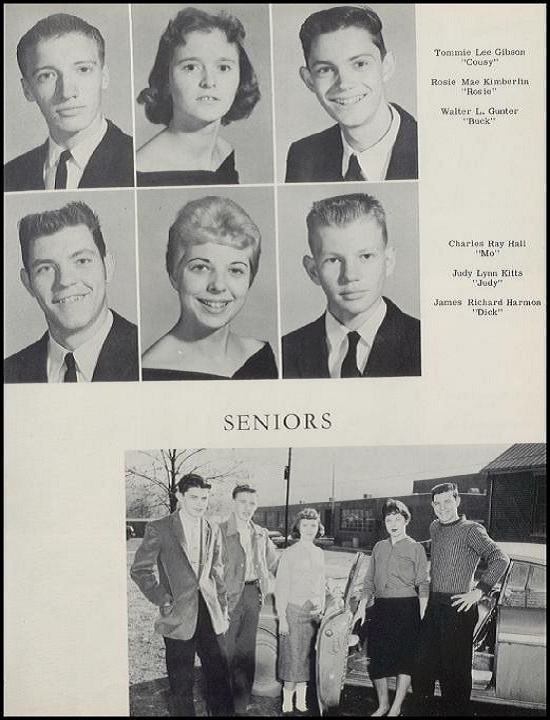 Tommie Lee Gibson
"Cousy"
Rosie Mae Kimberlin
"Rosie"
Walter L. Gunter
"Buck"
Charles Ray Hall
"Mo"
Judy Lynn Kitts
"Judy"
James Richard Harmon
"Dick"
SENIORS